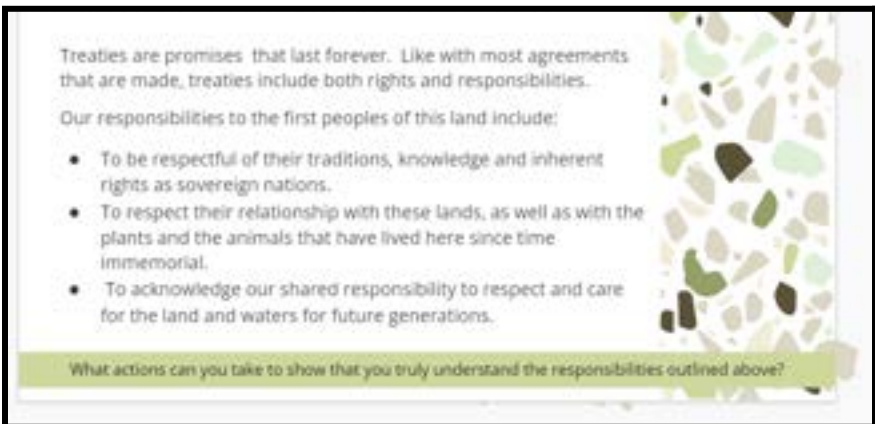 Treaties are promises  that last forever.  Like with most agreements
that are made, treaties include both rights and responsibilities.
Our responsibilities to the first peoples of this land include:
● To be respectful of their traditions, knowledge and inherent
rights as sovereign nations.
● To respect their relationship with these lands, as well as with the
plants and the animals that have lived here since time
immemorial.
● To acknowledge our shared responsibility to respect and care
for the land and waters for future generations.
What actions can you take to show that you truly understand the responsibilities outlined above?